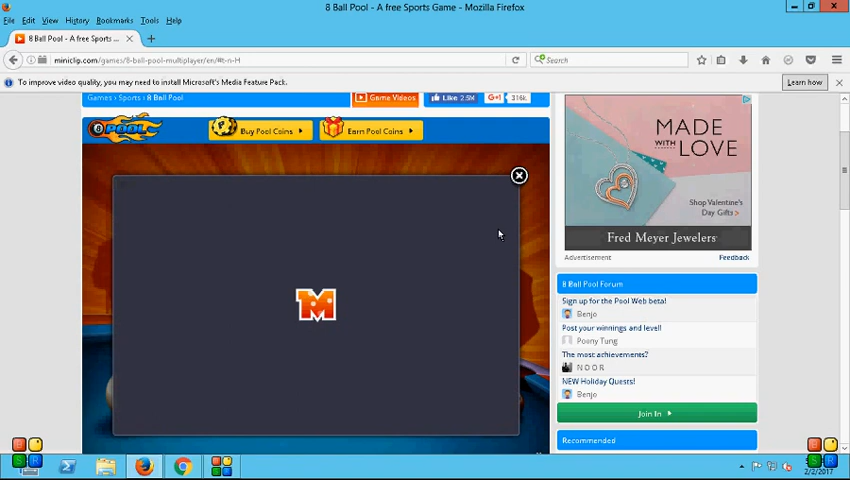 8 Ball Pool - A free Sports Game - Mozilla Firefox
File Edit View History Bookmarks Tools Help
8 Ball Pool - A free Sports ...
miniclip.com/games/8-ball-pool-multiplayer/en/#t-n-H
Search
To improve video quality, you may need to install Microsoft's Media Feature Pack.
Learn how
Games › Sports › 8 Ball Pool
Game Videos
Like 2.5M
G+1 316k
8 POOL
Buy Pool Coins
Earn Pool Coins
MADE
WITH
LOVE
Shop Valentine's
Day Gifts >
Fred Meyer Jewelers
Advertisement
Feedback
8 Ball Pool Forum
Sign up for the Pool Web beta!
Benjo
Post your winnings and level!
Poony Tung
The most achievements?
N O O R
NEW Holiday Quests!
Benjo
Join In
Recommended
M
E
S R
E
S R
2/2/2017